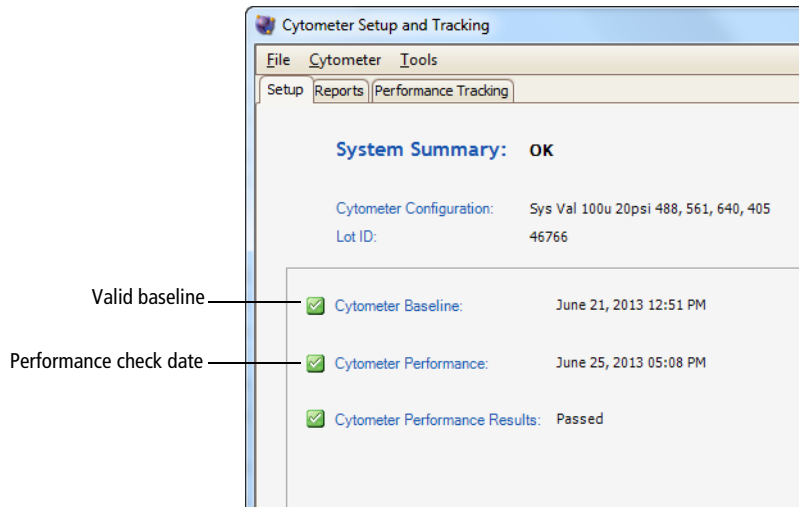 Cytometer Setup and Tracking
File Cytometer Tools
Setup Reports Performance Tracking
System Summary: OK
Cytometer Configuration: Sys Val 100u 20psi 488, 561, 640, 405
Lot ID: 46766
Valid baseline
Cytometer Baseline: June 21, 2013 12:51 PM
Performance check date
Cytometer Performance: June 25, 2013 05:08 PM
Cytometer Performance Results: Passed